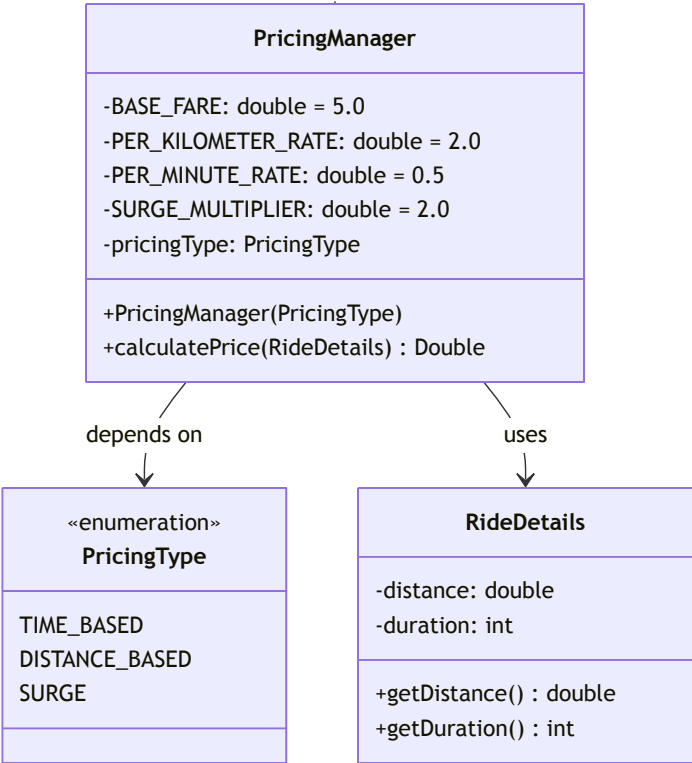 PricingManager
-BASE_FARE: double = 5.0
-PER_KILOMETER_RATE: double = 2.0
-PER_MINUTE_RATE: double = 0.5
-SURGE_MULTIPLIER: double = 2.0
-pricingType: PricingType
+PricingManager(PricingType)
+calculatePrice(RideDetails) : Double
depends on
uses
«enumeration»
PricingType
TIME_BASED
DISTANCE_BASED
SURGE
RideDetails
-distance: double
-duration: int
+getDistance() : double
+getDuration() : int